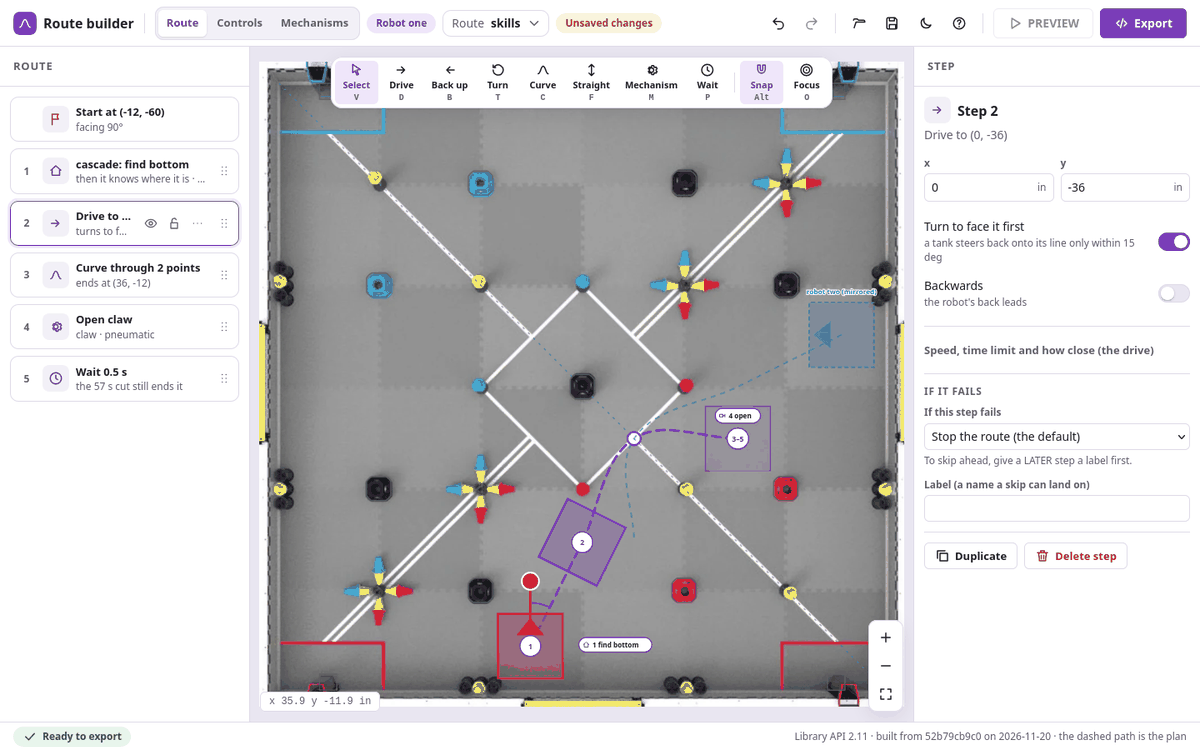 Route builder
Route
Controls
Mechanisms
Robot one
Route skills
Unsaved changes
PREVIEW
Export
ROUTE
Start at (-12, -60)
facing 90°
1
cascade: find bottom
then it knows where it is · ...
2
Drive to ...
turns to f...
3
Curve through 2 points
ends at (36, -12)
4
Open claw
claw · pneumatic
5
Wait 0.5 s
the 57 s cut still ends it
Select
V
Drive
D
Back up
B
Turn
T
Curve
C
Straight
F
Mechanism
M
Wait
P
Snap
Alt
Focus
O
robot two (mirrored)
4 open
3-5
2
1
1 find bottom
x 35.9 y -11.9 in
STEP
Step 2
Drive to (0, -36)
x
y
0 in
-36 in
Turn to face it first
a tank steers back onto its line only within 15
deg
Backwards
the robot's back leads
Speed, time limit and how close (the drive)
IF IT FAILS
If this step fails
Stop the route (the default)
To skip ahead, give a LATER step a label first.
Label (a name a skip can land on)
Duplicate
Delete step
Ready to export
Library API 2.11 · built from 52b79cb9c0 on 2026-11-20 · the dashed path is the plan